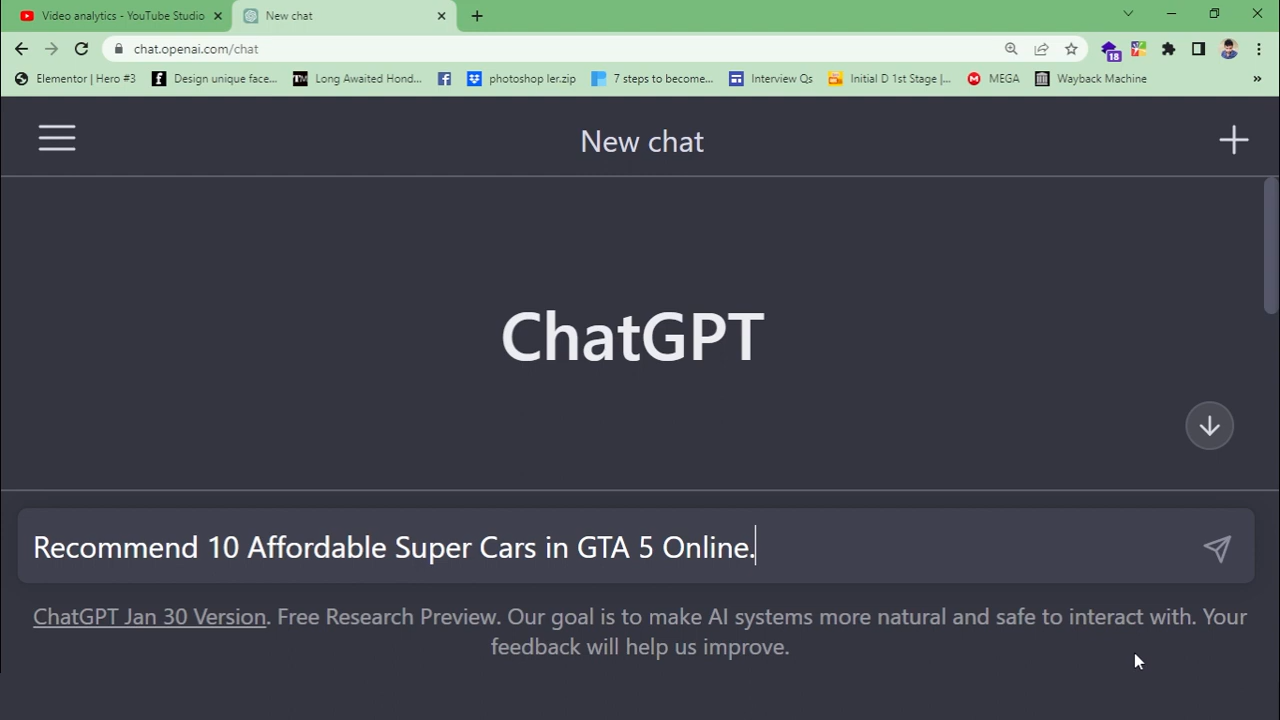 Video analytics - YouTube Studio
New chat
chat.openai.com/chat
Elementor | Hero #3
Design unique face...
Long Awaited Hond...
photoshop ler.zip
7 steps to become...
Interview Qs
Initial D 1st Stage |...
MEGA
Wayback Machine
18
New chat
ChatGPT
Recommend 10 Affordable Super Cars in GTA 5 Online.
ChatGPT Jan 30 Version. Free Research Preview. Our goal is to make AI systems more natural and safe to interact with. Your
feedback will help us improve.